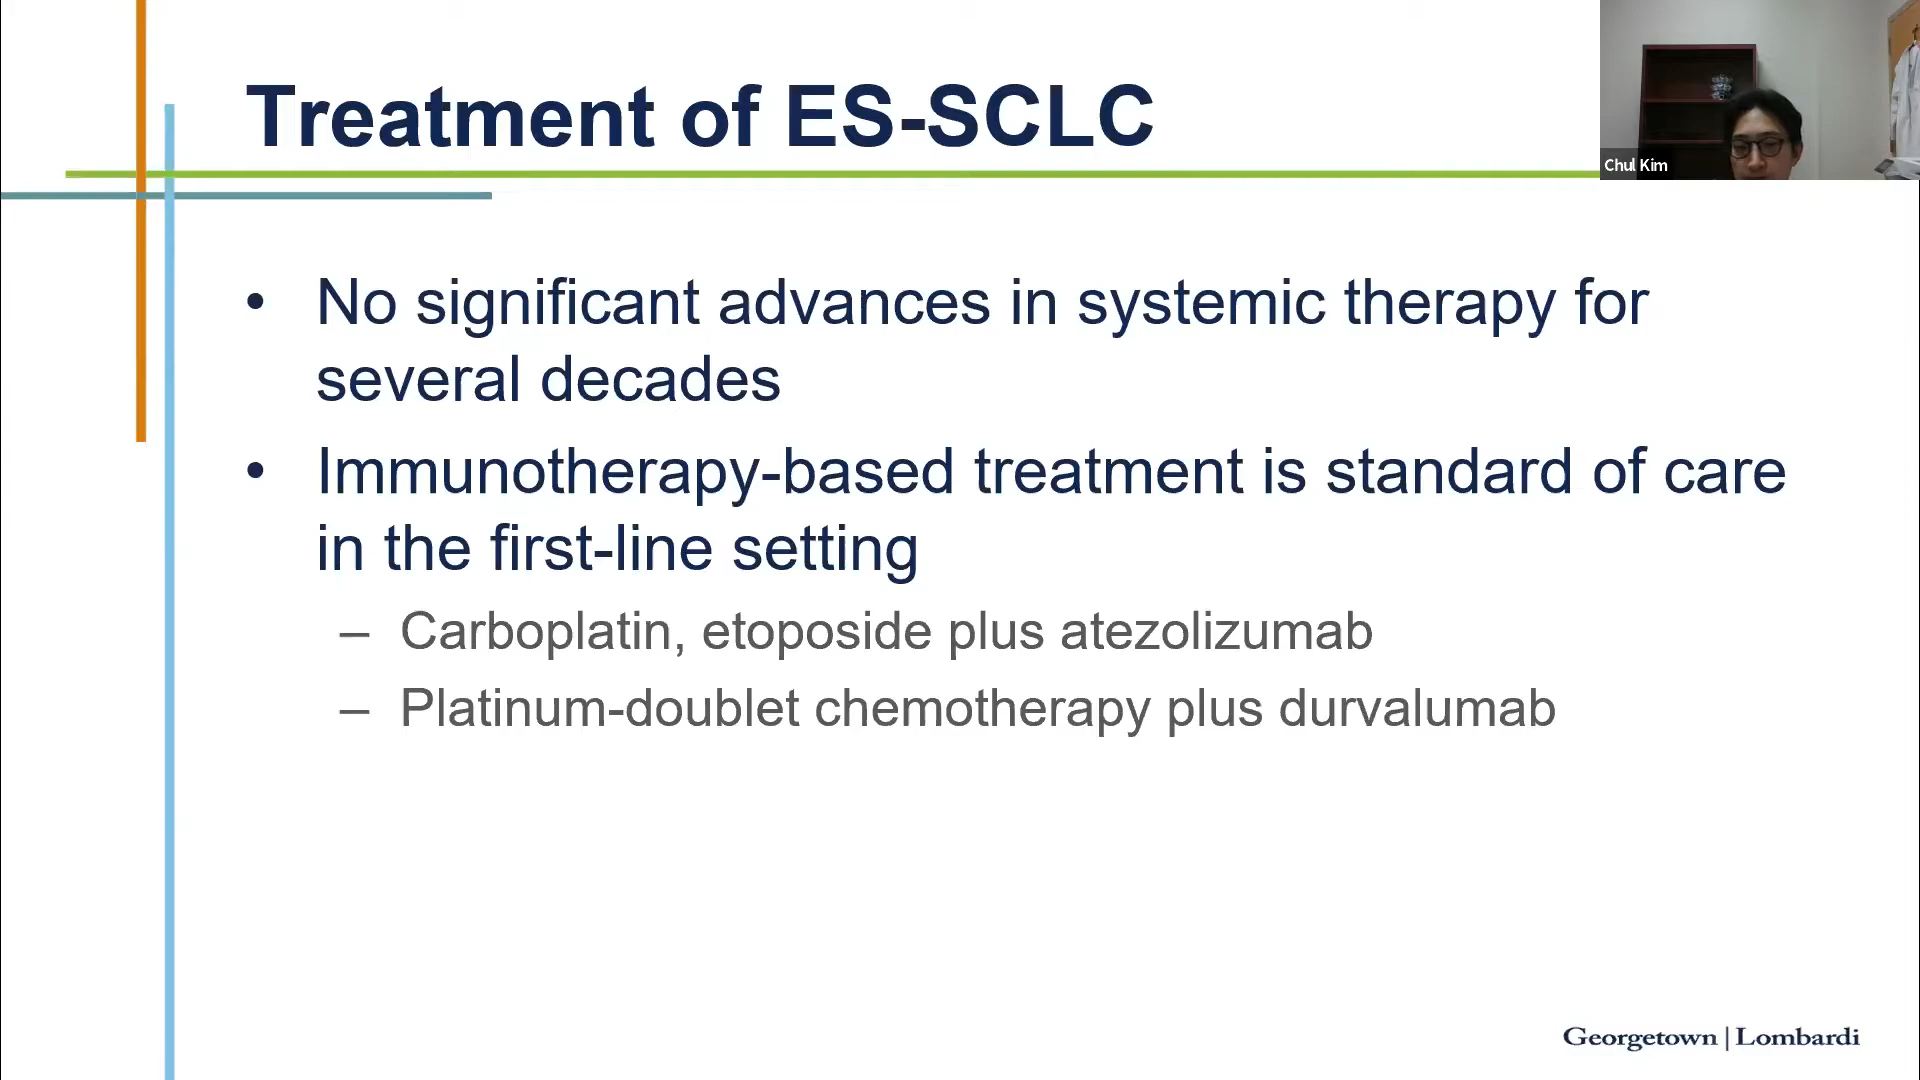 Treatment of ES-SCLC
Chul Kim
• No significant advances in systemic therapy for
several decades
• Immunotherapy-based treatment is standard of care
in the first-line setting
– Carboplatin, etoposide plus atezolizumab
– Platinum-doublet chemotherapy plus durvalumab
Georgetown | Lombardi